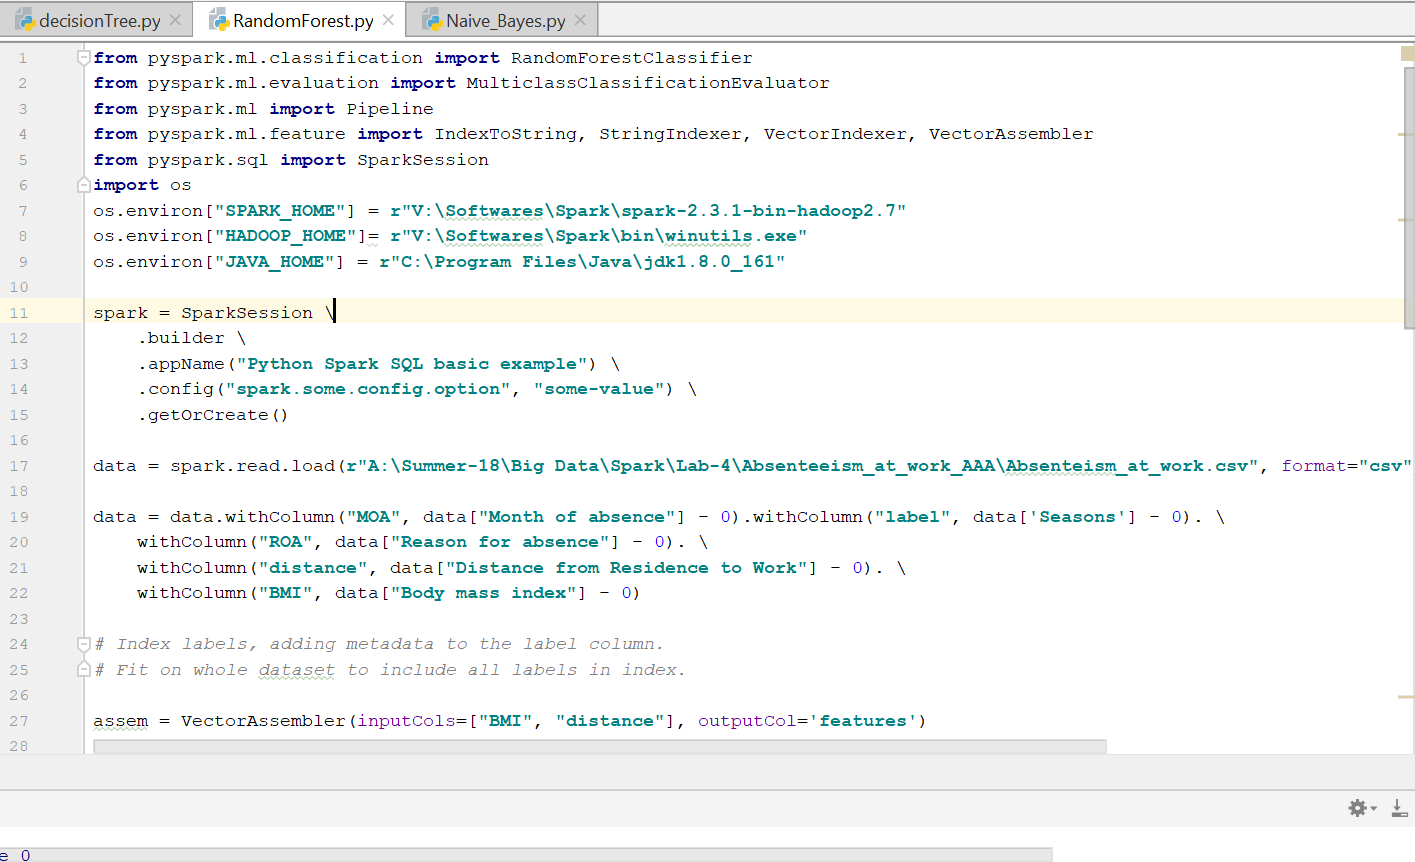 decisionTree.py
RandomForest.py
Naive_Bayes.py
1 from pyspark.ml.classification import RandomForestClassifier
2 from pyspark.ml.evaluation import MulticlassClassificationEvaluator
3 from pyspark.ml import Pipeline
4 from pyspark.ml.feature import IndexToString, StringIndexer, VectorIndexer, VectorAssembler
5 from pyspark.sql import SparkSession
6 import os
7 os.environ["SPARK_HOME"] = r"V:\Softwares\Spark\spark-2.3.1-bin-hadoop2.7"
8 os.environ["HADOOP_HOME"]= r"V:\Softwares\Spark\bin\winutils.exe"
9 os.environ["JAVA_HOME"] = r"C:\Program Files\Java\jdk1.8.0_161"
10
11 spark = SparkSession \
12     .builder \
13     .appName("Python Spark SQL basic example") \
14     .config("spark.some.config.option", "some-value") \
15     .getOrCreate()
16
17 data = spark.read.load(r"A:\Summer-18\Big Data\Spark\Lab-4\Absenteeism_at_work_AAA\Absenteism_at_work.csv", format="csv"
18
19 data = data.withColumn("MOA", data["Month of absence"] - 0).withColumn("label", data['Seasons'] - 0). \
20     withColumn("ROA", data["Reason for absence"] - 0). \
21     withColumn("distance", data["Distance from Residence to Work"] - 0). \
22     withColumn("BMI", data["Body mass index"] - 0)
23
24 # Index labels, adding metadata to the label column.
25 # Fit on whole dataset to include all labels in index.
26
27 assem = VectorAssembler(inputCols=["BMI", "distance"], outputCol='features')
28
e 0